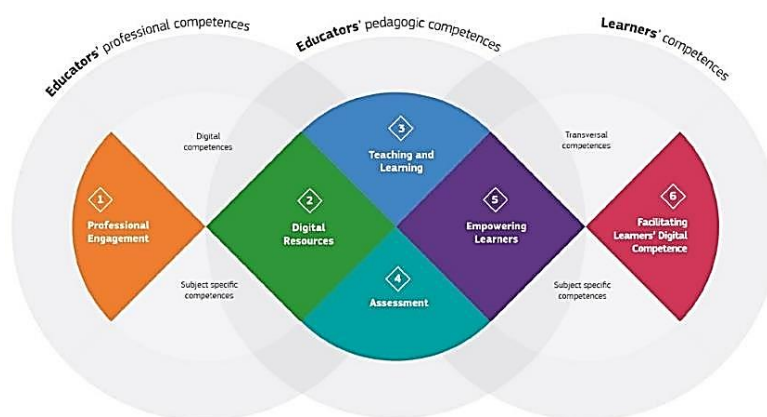 Educators' professional competences
Educators' pedagogic competences
Learners' competences
Digital
competences
Transversal
competences
1
Professional
Engagement
2
Digital
Resources
3
Teaching and
Learning
4
Assessment
5
Empowering
Learners
6
Facilitating
Learners' Digital
Competence
Subject specific
competences
Subject specific
competences